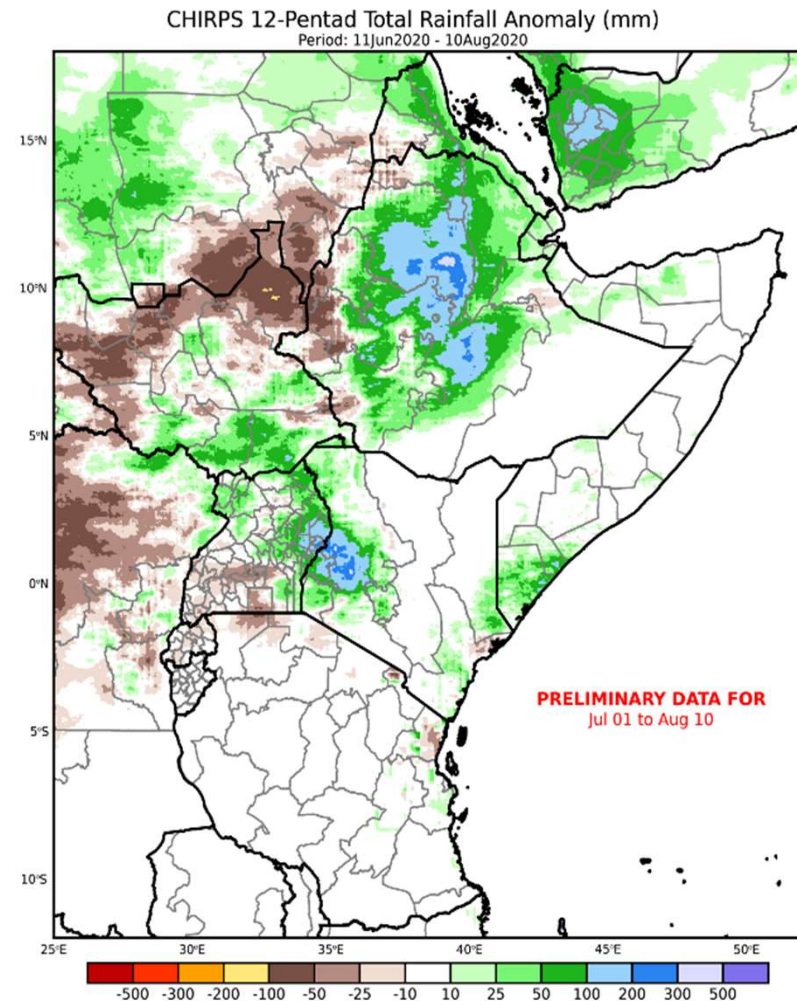 CHIRPS 12-Pentad Total Rainfall Anomaly (mm)
Period: 11Jun2020 - 10Aug2020
15°N
10°N
5°N
0°N
5°S
10°S
PRELIMINARY DATA FOR
Jul 01 to Aug 10
25°E 30°E 35°E 40°E 45°E 50°E
-500 -300 -200 -100 -50 -25 -10 10 25 50 100 200 300 500